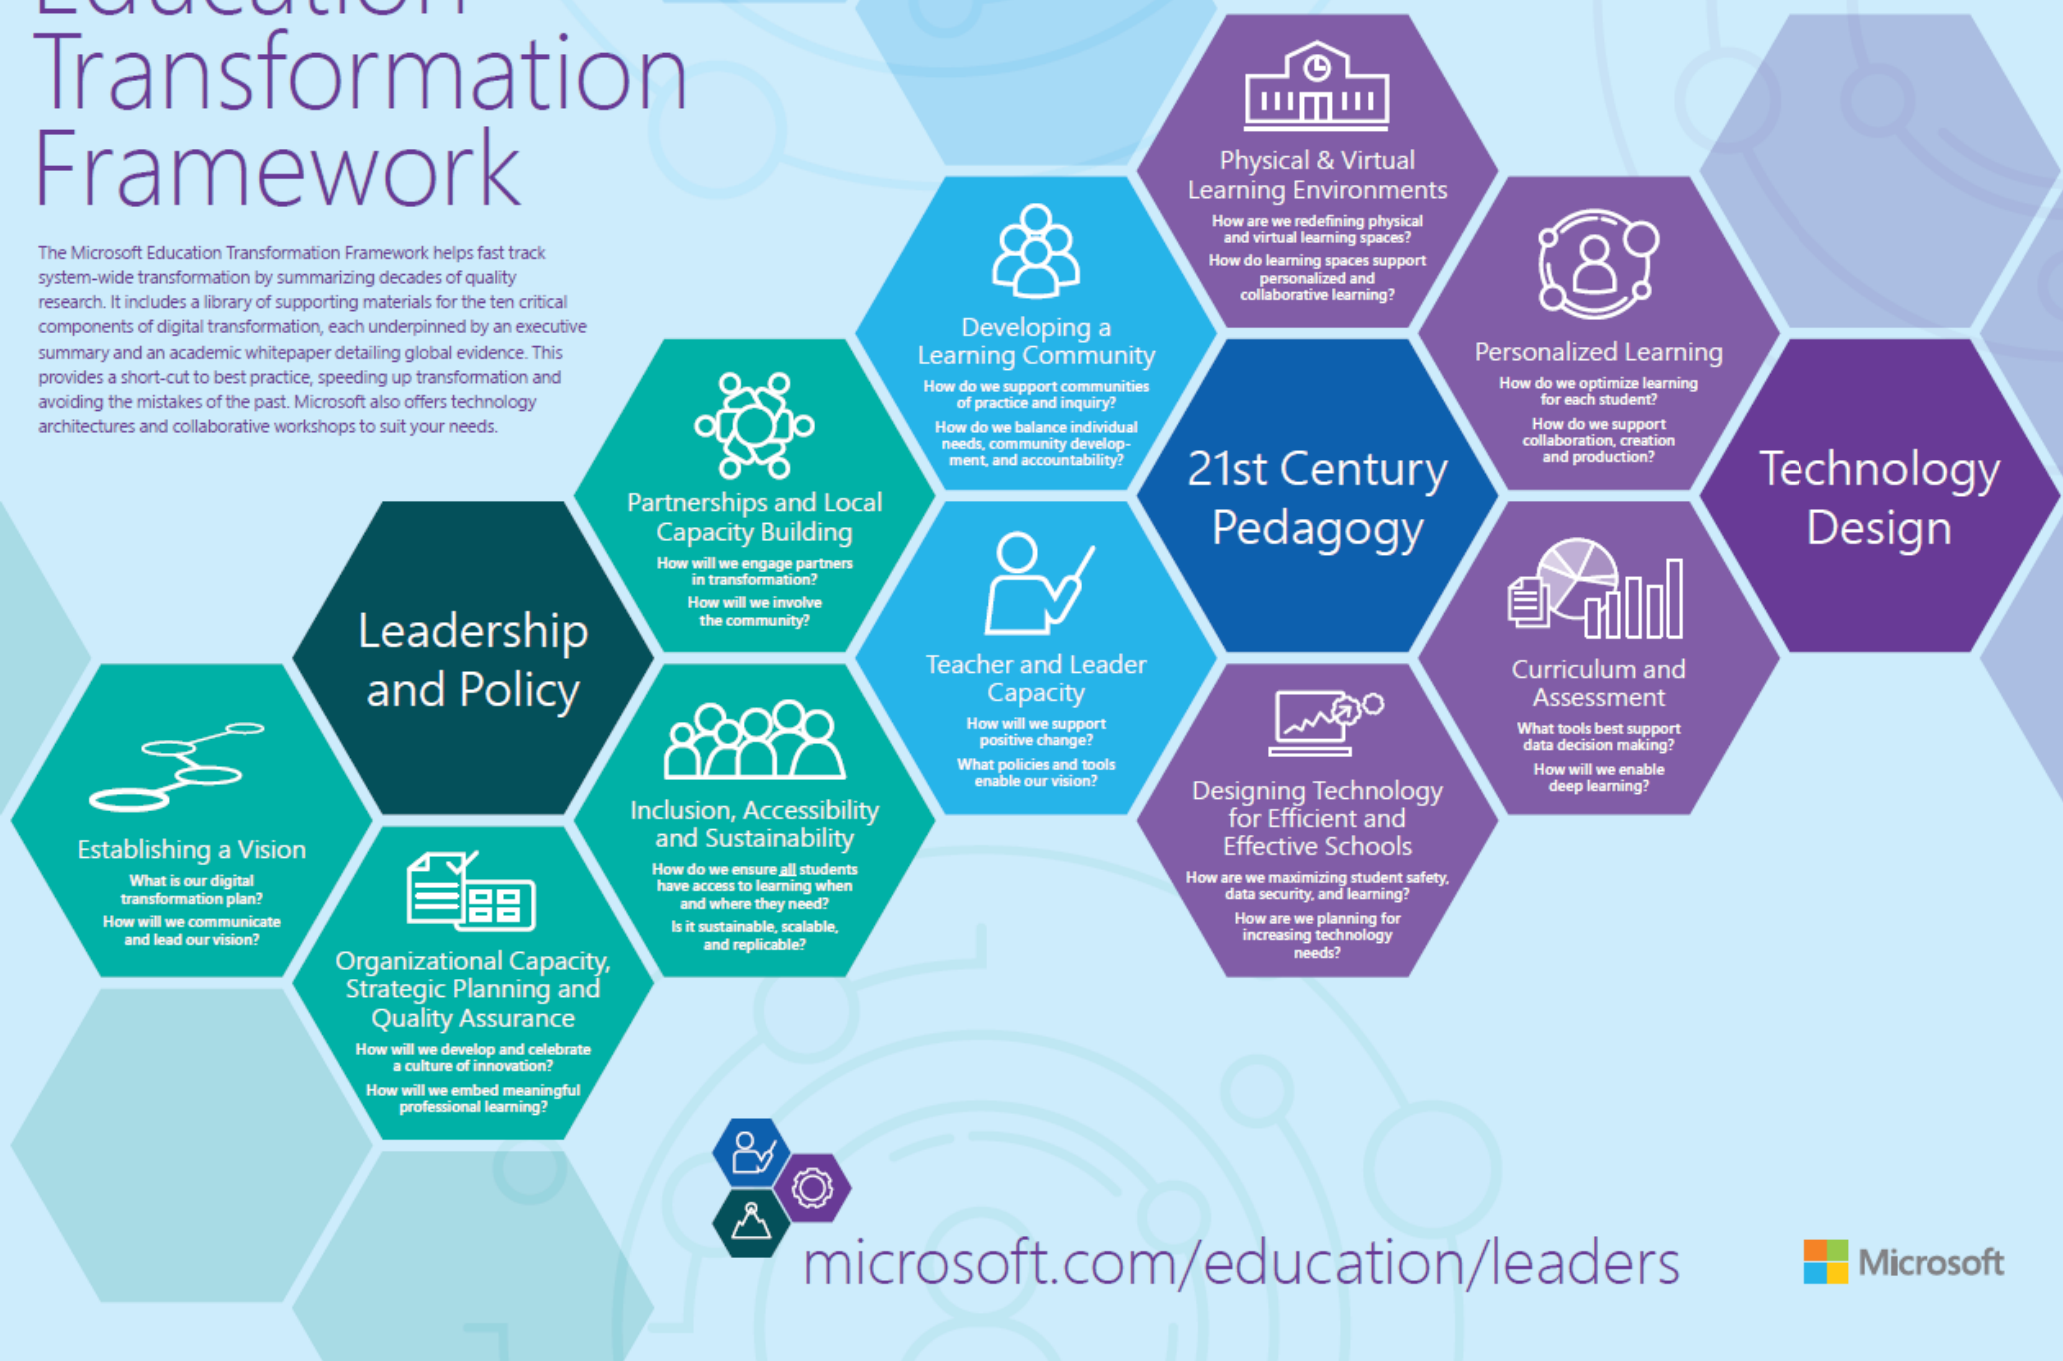 Education
Transformation
Framework
The Microsoft Education Transformation Framework helps fast track
system-wide transformation by summarizing decades of quality
research. It includes a library of supporting materials for the ten critical
components of digital transformation, each underpinned by an executive
summary and an academic whitepaper detailing global evidence. This
provides a short-cut to best practice, speeding up transformation and
avoiding the mistakes of the past. Microsoft also offers technology
architectures and collaborative workshops to suit your needs.
Establishing a Vision
What is our digital
transformation plan?
How will we communicate
and lead our vision?
Leadership
and Policy
Organizational Capacity,
Strategic Planning and
Quality Assurance
How will we develop and celebrate
a culture of innovation?
How will we embed meaningful
professional learning?
Partnerships and Local
Capacity Building
How will we engage partners
in transformation?
How will we involve
the community?
Inclusion, Accessibility
and Sustainability
How do we ensure all students
have access to learning when
and where they need?
Is it sustainable, scalable,
and replicable?
Developing a
Learning Community
How do we support communities
of practice and inquiry?
How do we balance individual
needs, community develop-
ment, and accountability?
Teacher and Leader
Capacity
How will we support
positive change?
What policies and tools
enable our vision?
Physical & Virtual
Learning Environments
How are we redefining physical
and virtual learning spaces?
How do learning spaces support
personalized and
collaborative learning?
21st Century
Pedagogy
Designing Technology
for Efficient and
Effective Schools
How are we maximizing student safety,
data security, and learning?
How are we planning for
increasing technology
needs?
Personalized Learning
How do we optimize learning
for each student?
How do we support
collaboration, creation
and production?
Curriculum and
Assessment
What tools best support
data decision making?
How will we enable
deep learning?
Technology
Design
microsoft.com/education/leaders
Microsoft